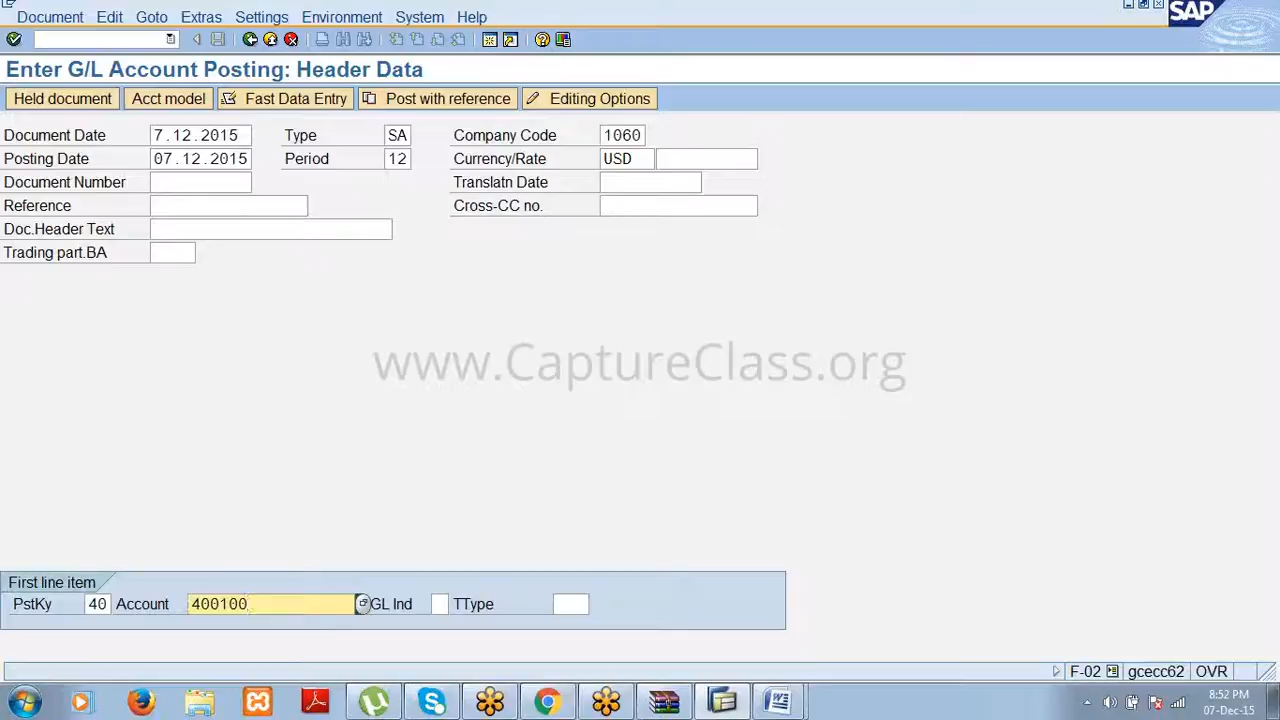 Document Edit Goto Extras Settings Environment System Help
SAP
Enter G/L Account Posting: Header Data
Held document Acct model Fast Data Entry Post with reference Editing Options
Document Date 7.12.2015 Type SA Company Code 1060
Posting Date 07.12.2015 Period 12 Currency/Rate USD
Document Number Translatn Date
Reference Cross-CC no.
Doc.Header Text
Trading part.BA
www.CaptureClass.org
First line item
PstKy 40 Account 400100 GL Ind TType
F-02 gcecc62 OVR
8:52 PM
07-Dec-15